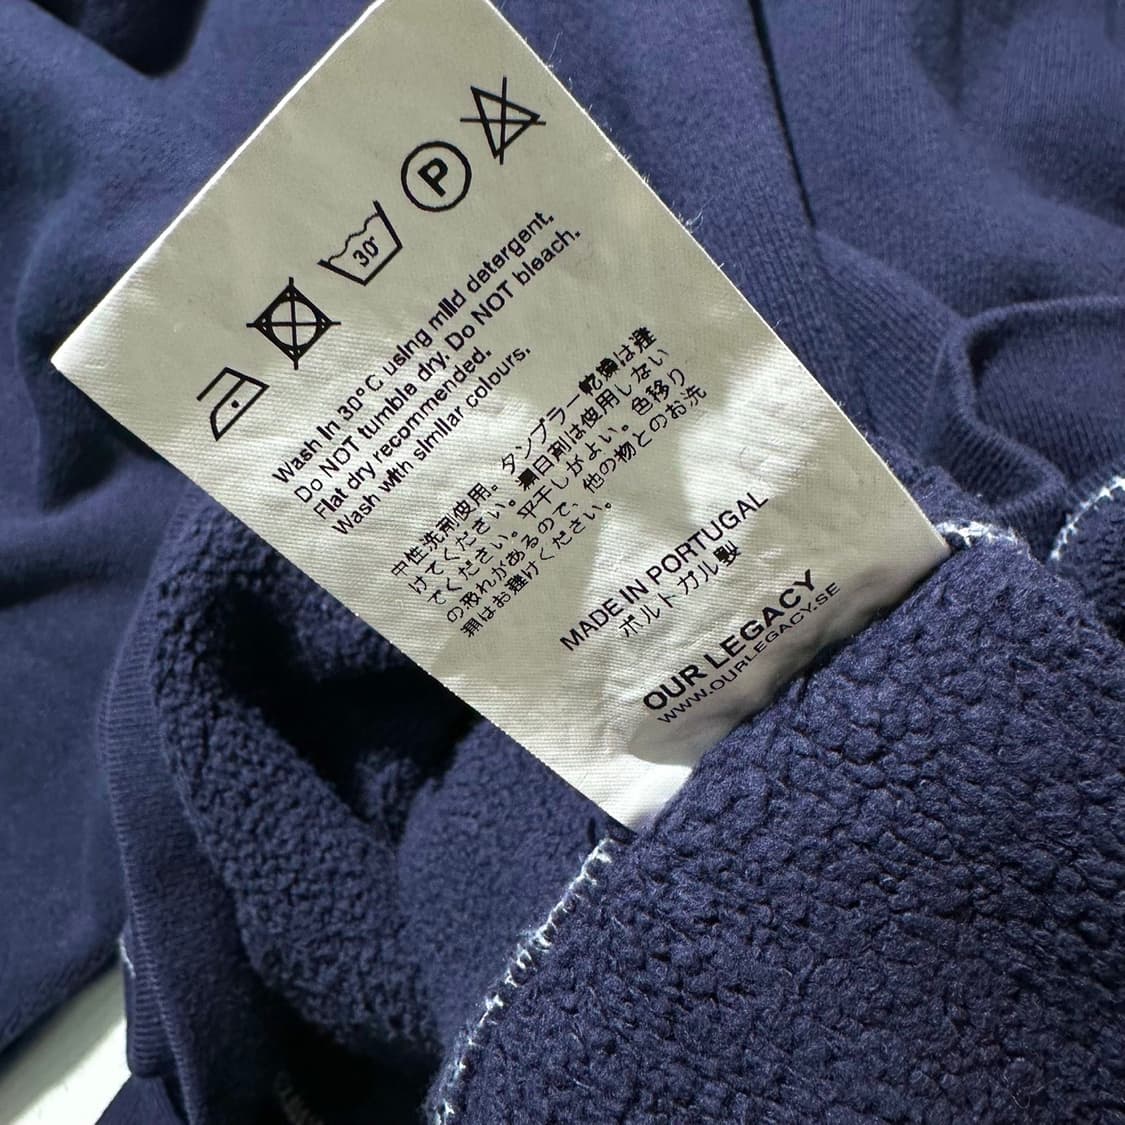 30°
P
Wash in 30°C using mild detergent.
Do NOT tumble dry. Do NOT bleach.
Flat dry recommended.
Wash with similar colours.
中性洗剤使用。タンブラー乾燥は避
けてください。漂白剤は使用しない
でください。平干しがよい。色移り
の恐れがあるので、他の物とのお洗
濯はお避けください。
MADE IN PORTUGAL
ポルトガル製
OUR LEGACY
WWW.OURLEGACY.SE